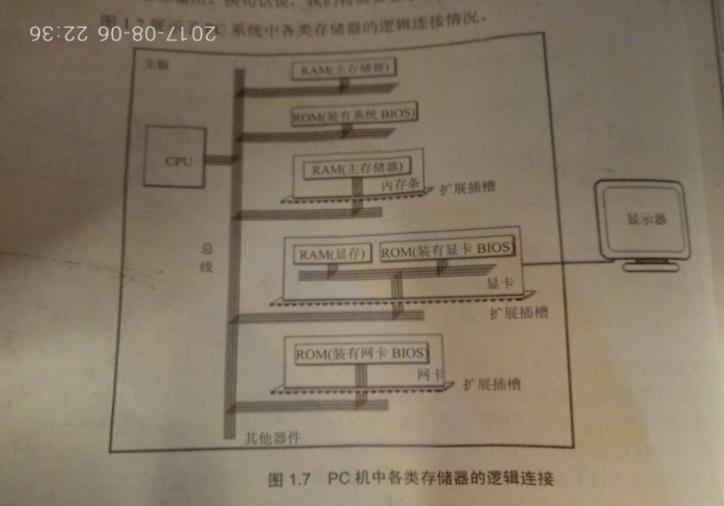 图 1.7 展示了 PC 系统中各类存储器的逻辑连接情况。
2017-08-06 22:36
主板
RAM(主存储器)
ROM(装有系统 BIOS)
CPU
RAM(主存储器)
内存条
扩展插槽
总线
RAM(显存)
ROM(装有显卡 BIOS)
显卡
显示器
扩展插槽
ROM(装有网卡 BIOS)
网卡
扩展插槽
其他器件
图 1.7 PC 机中各类存储器的逻辑连接